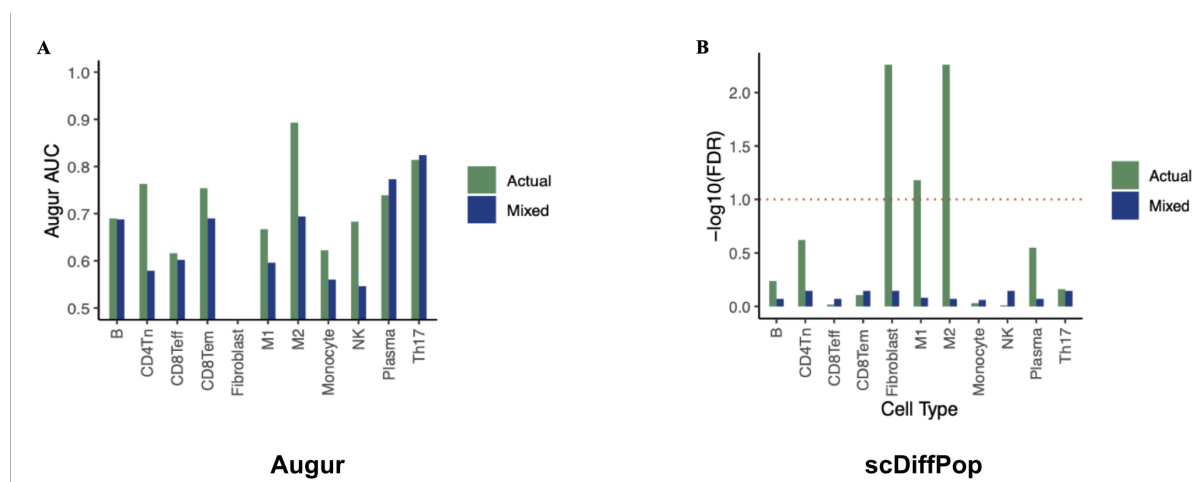 A
Augur AUC
1.0
0.9
0.8
0.7
0.6
0.5
B
CD4Tn
CD8Teff
CD8Tem
Fibroblast
M1
M2
Monocyte
NK
Plasma
Th17
Actual
Mixed
Augur
B
−log10(FDR)
2.0
1.5
1.0
0.5
0.0
B
CD4Tn
CD8Teff
CD8Tem
Fibroblast
M1
M2
Monocyte
NK
Plasma
Th17
Cell Type
Actual
Mixed
scDiffPop